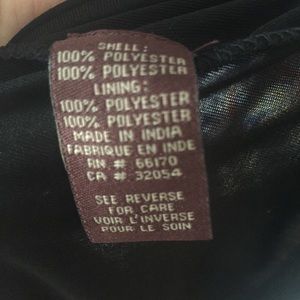 SHELL:
100% POLYESTER
100% POLYESTER
LINING:
100% POLYESTER
100% POLYESTER
MADE IN INDIA
FABRIQUE EN INDE
RN. # 66170
CA # 32054
SEE REVERSE
FOR CARE
VOIR L'INVERSE
POUR LE SOIN